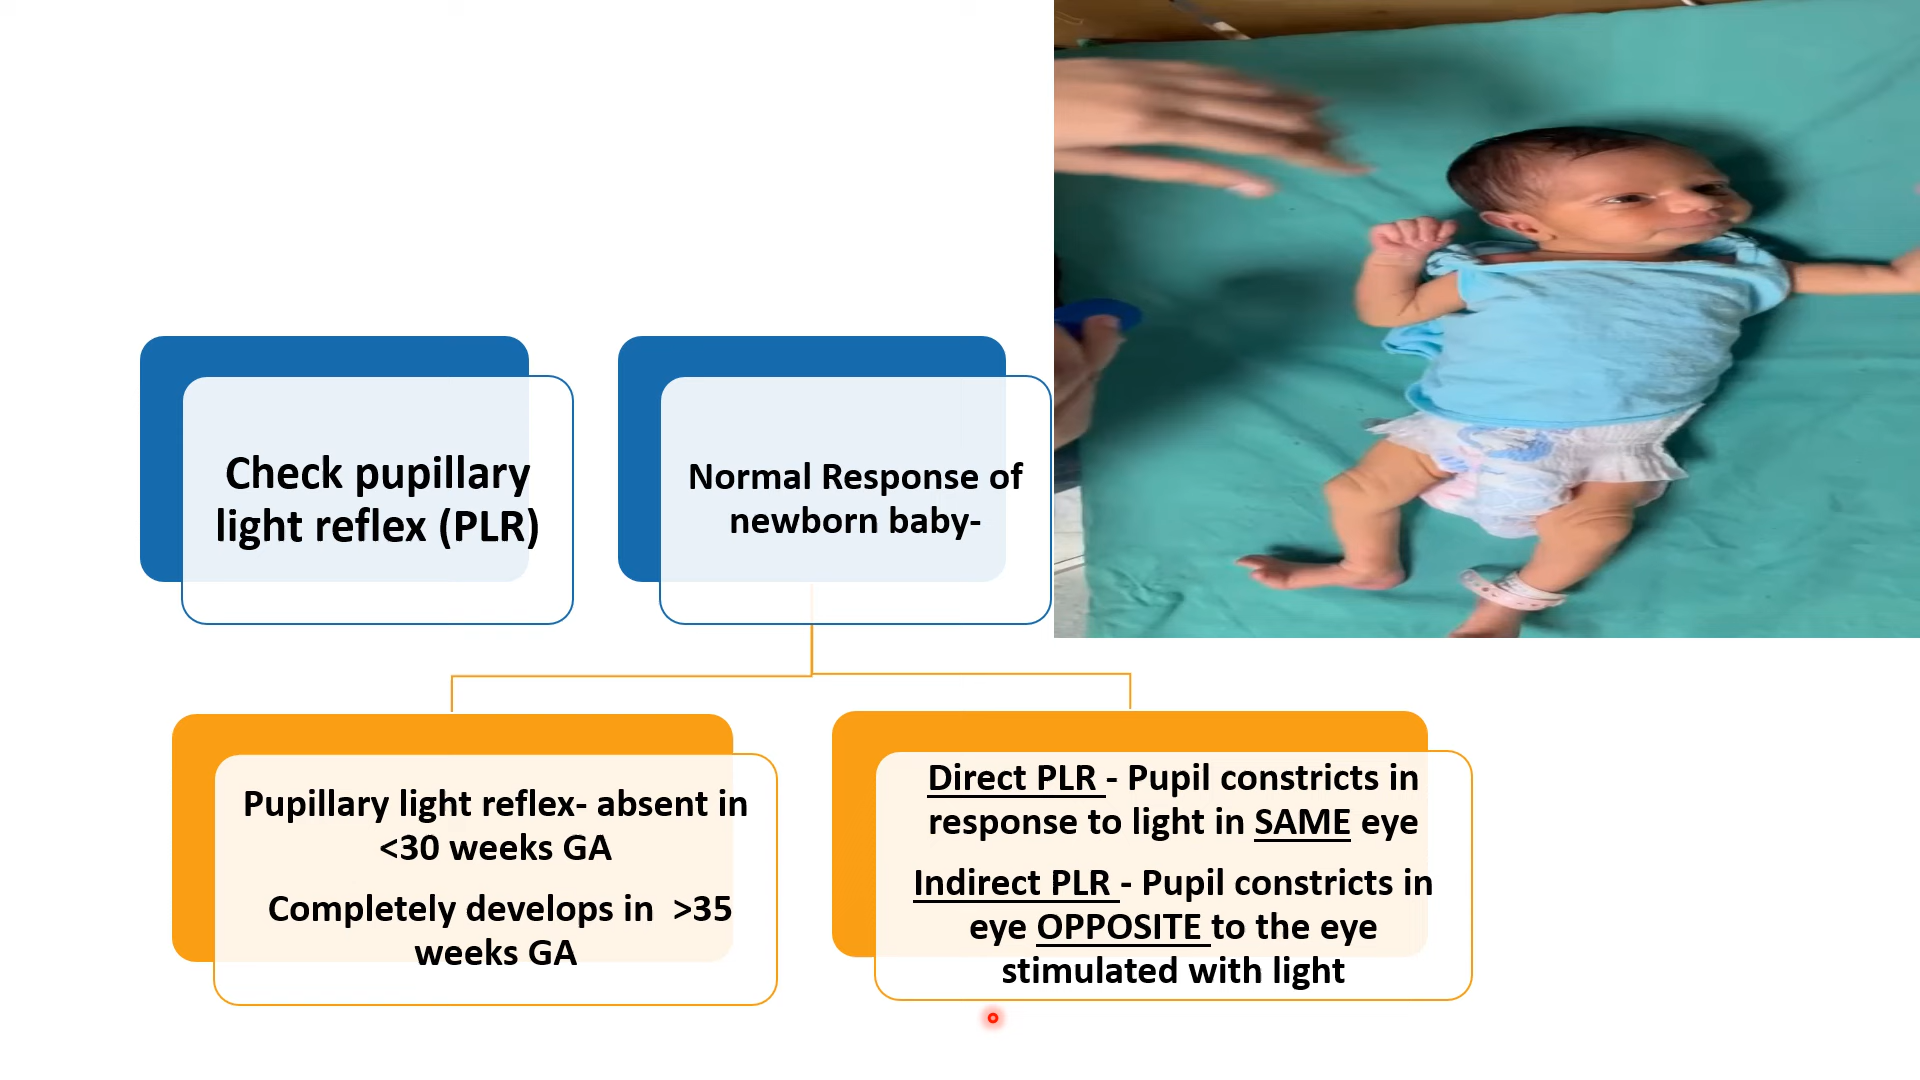 Check pupillary
light reflex (PLR)
Normal Response of
newborn baby-
Pupillary light reflex- absent in
<30 weeks GA
Completely develops in  >35
weeks GA
Direct PLR - Pupil constricts in
response to light in SAME eye
Indirect PLR - Pupil constricts in
eye OPPOSITE to the eye
stimulated with light